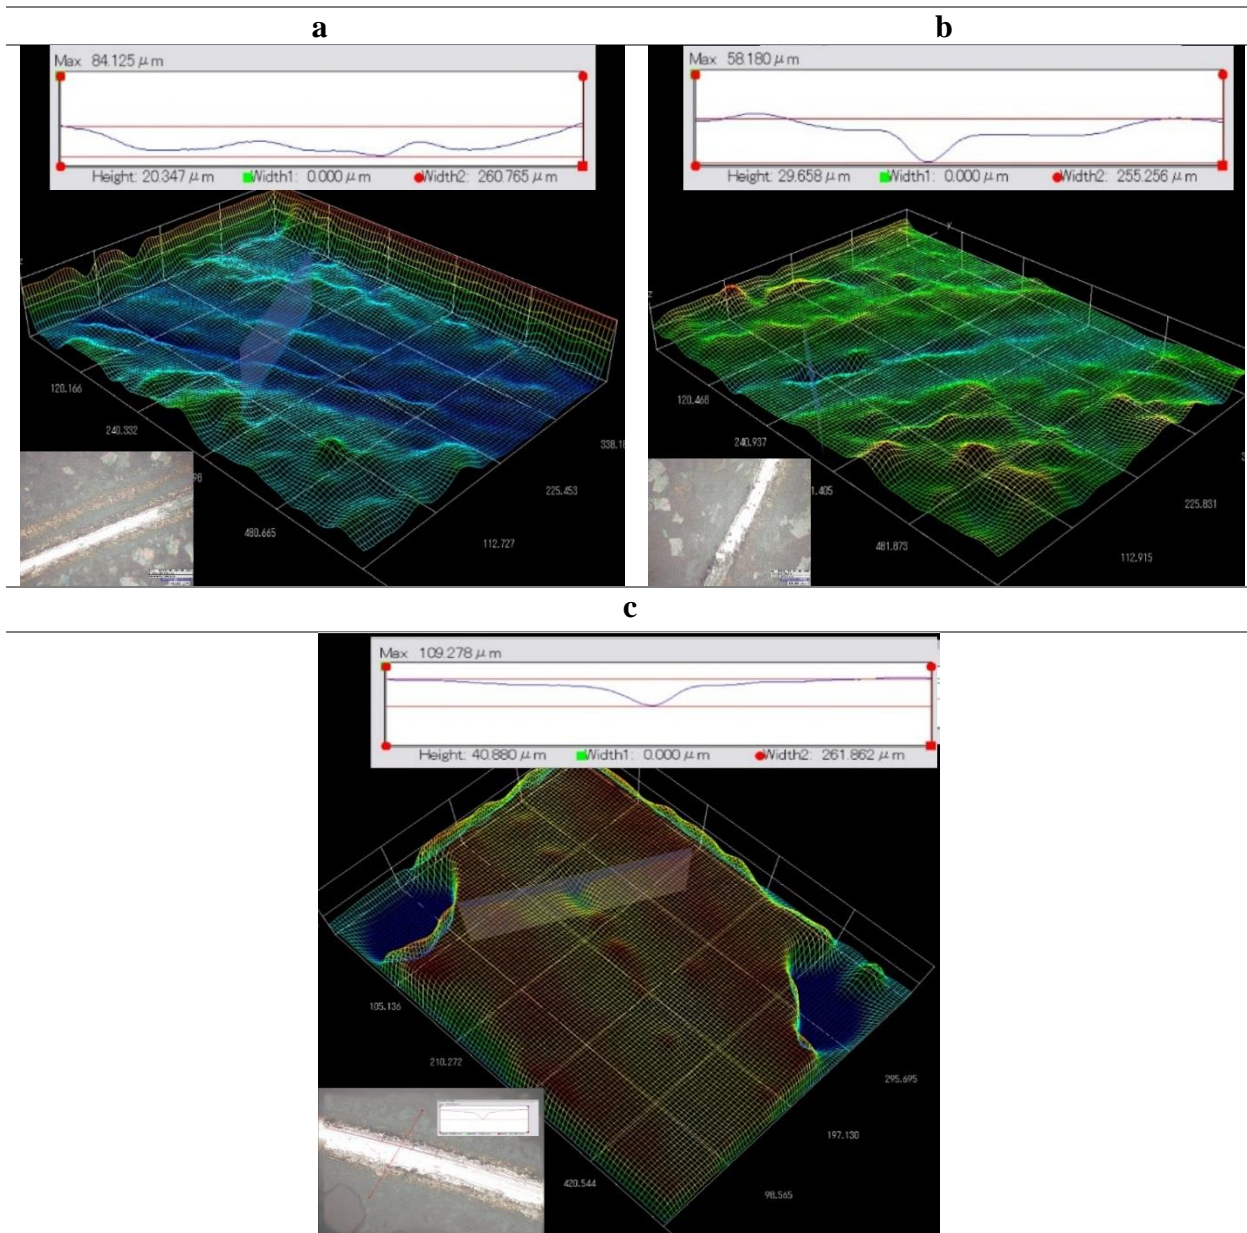 a
b
Max 84.125 μm
Height: 20.347 μm Width1: 0.000 μm Width2: 260.765 μm
120.166
240.332
98
480.665
338.18
225.453
112.727
Max 58.180 μm
Height: 29.658 μm Width1: 0.000 μm Width2: 255.256 μm
120.468
240.937
1.405
481.873
225.831
112.915
c
Max 109.278 μm
Height: 40.880 μm Width1: 0.000 μm Width2: 261.862 μm
105.136
210.272
420.544
295.695
197.130
98.565